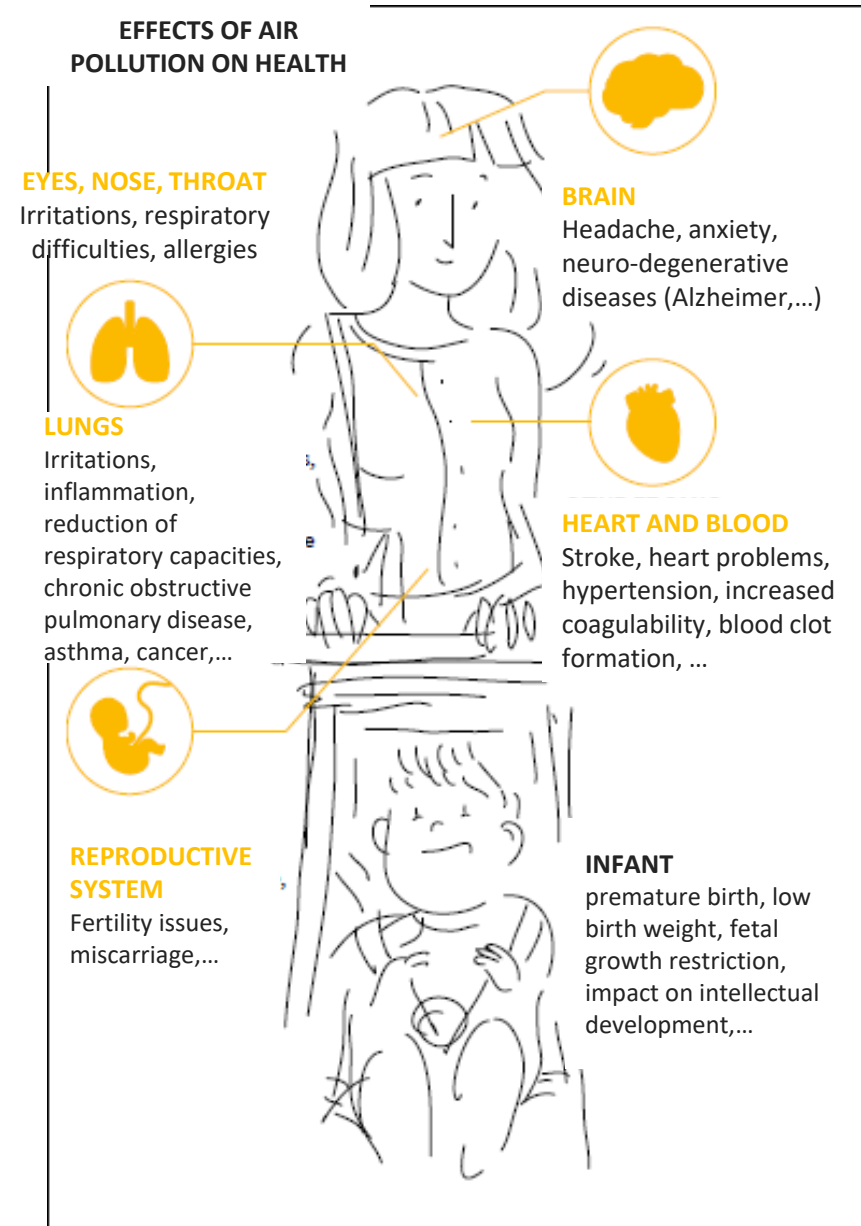 EFFECTS OF AIR
POLLUTION ON HEALTH
EYES, NOSE, THROAT
Irritations, respiratory
difficulties, allergies
BRAIN
Headache, anxiety,
neuro-degenerative
diseases (Alzheimer,...)
LUNGS
Irritations,
inflammation,
reduction of
respiratory capacities,
chronic obstructive
pulmonary disease,
asthma, cancer,...
HEART AND BLOOD
Stroke, heart problems,
hypertension, increased
coagulability, blood clot
formation, ...
REPRODUCTIVE
SYSTEM
Fertility issues,
miscarriage,...
INFANT
premature birth, low
birth weight, fetal
growth restriction,
impact on intellectual
development,...